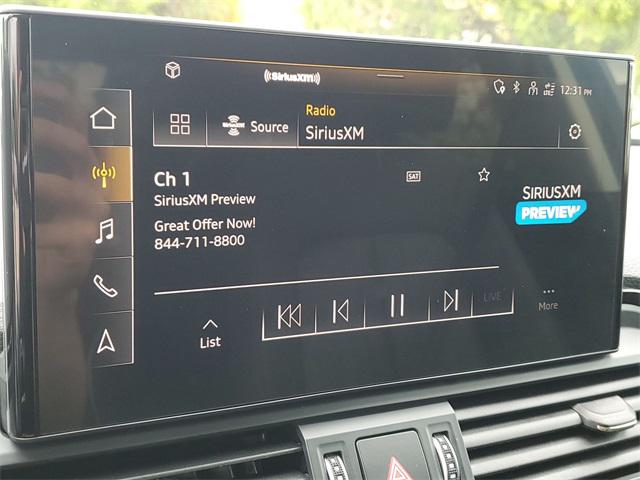 ((SiriusXM))
12:31 PM
Radio
SiriusXM
Source
SiriusXM
Ch 1
SAT
SiriusXM Preview
Great Offer Now!
844-711-8800
SIRIUSXM
PREVIEW
List
LIVE
More